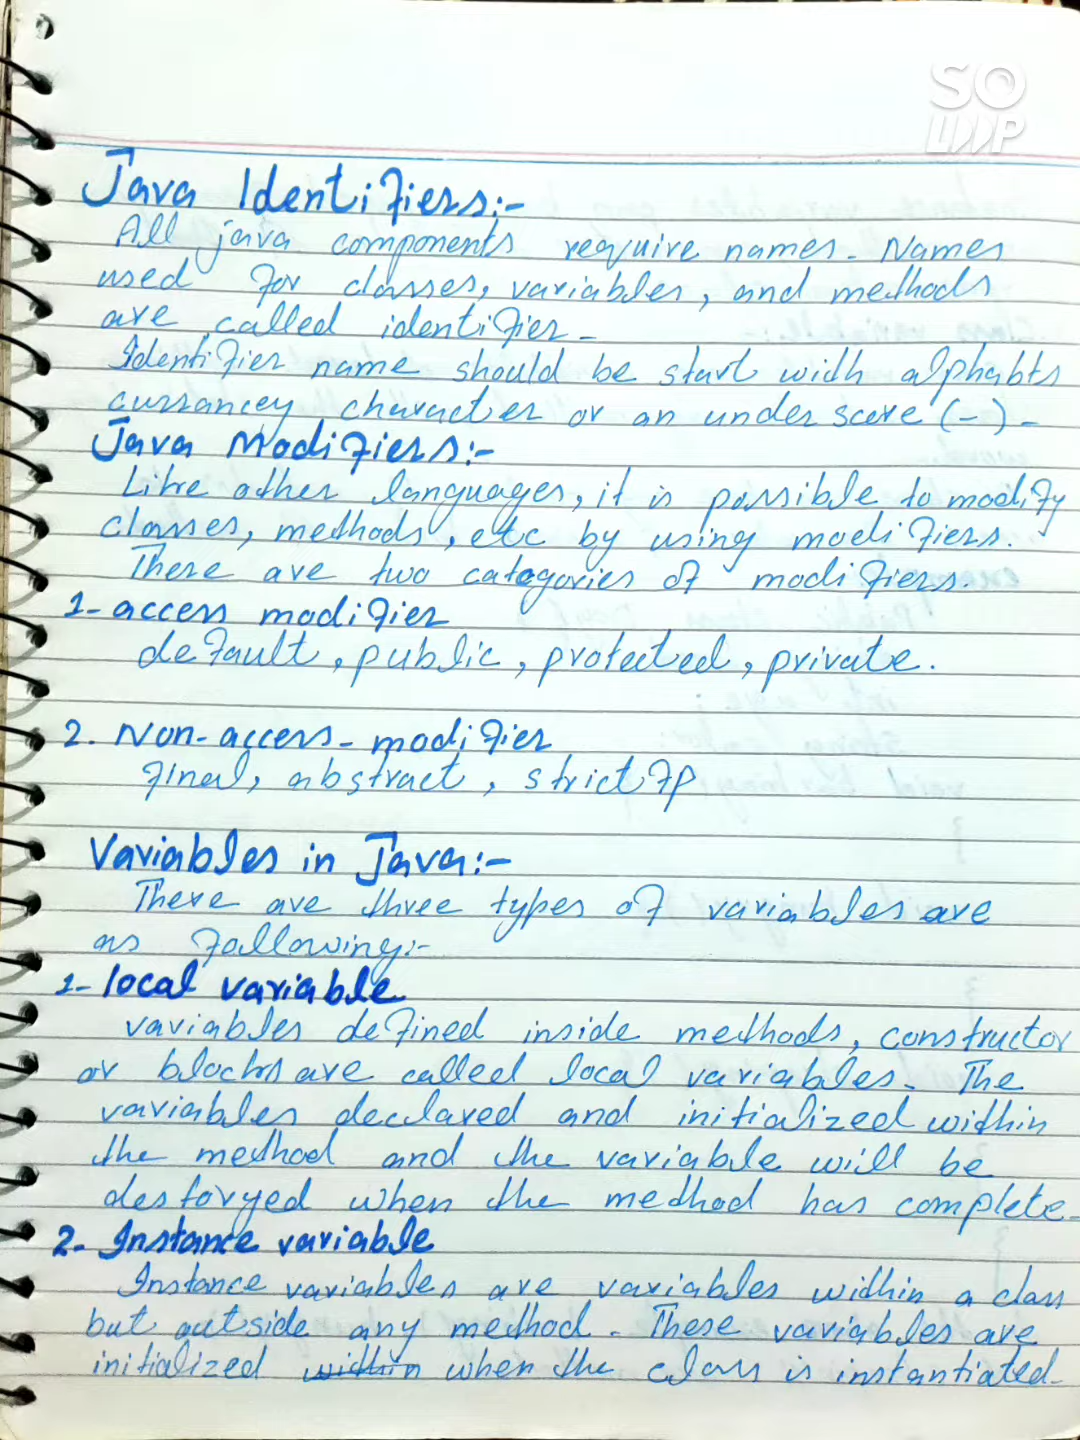 SO
LOOP
Java Identifiers:-
All java components require names. Names
used for classes, variables, and methods
are called identifier.
Identifier name should be start with alphabts
currancey character or an under score (-).
Java Modifiers:-
Like other languages, it is possible to modify
classes, methods, etc by using modifiers.
There are two categories of modifiers.
1- access modifier
default, public, protected, private.
2. Non-access-modifier
final, abstract, strictfp
Variables in Java:-
There are three types of variables are
as following:-
1- local variable
variables defined inside methods, constructor
or blocks are called local variables. The
variables declared and initialized within
the method and the variable will be
destoryed when the method has complete.
2- Instance variable
Instance variables are variables within a class
but outside any method. These variables are
initialized within when the class is instantiated.